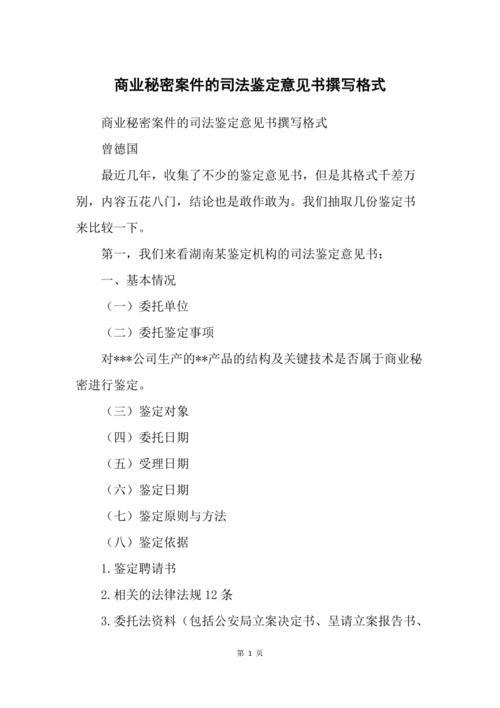 商业秘密案件的司法鉴定意见书撰写格式
商业秘密案件的司法鉴定意见书撰写格式
曾德国
最近几年，收集了不少的鉴定意见书，但是其格式千差万
别，内容五花八门，结论也是敢作敢为。我们抽取几份鉴定书
来比较一下。
第一，我们来看湖南某鉴定机构的司法鉴定意见书：
一、基本情况
（一）委托单位
（二）委托鉴定事项
对***公司生产的**产品的结构及关键技术是否属于商业秘
密进行鉴定。
（三）鉴定对象
（四）委托日期
（五）受理日期
（六）鉴定日期
（七）鉴定原则与方法
（八）鉴定依据
1.鉴定聘请书
2.相关的法律法规12条
3.委托法资料（包括公安局立案决定书、呈请立案报告书、
第 1 页